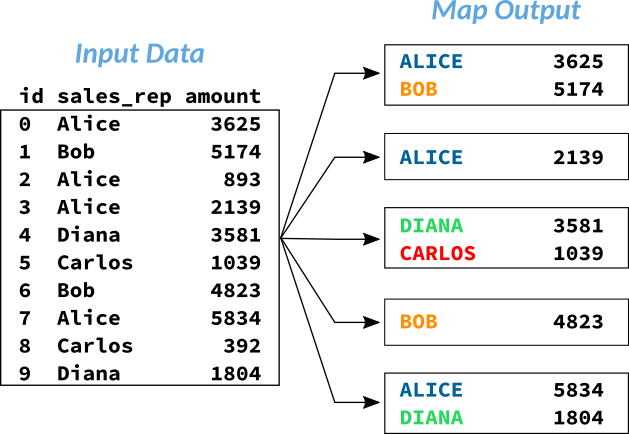 Input Data
id sales_rep amount
0 Alice 3625
1 Bob 5174
2 Alice 893
3 Alice 2139
4 Diana 3581
5 Carlos 1039
6 Bob 4823
7 Alice 5834
8 Carlos 392
9 Diana 1804
Map Output
ALICE 3625
BOB 5174
ALICE 2139
DIANA 3581
CARLOS 1039
BOB 4823
ALICE 5834
DIANA 1804